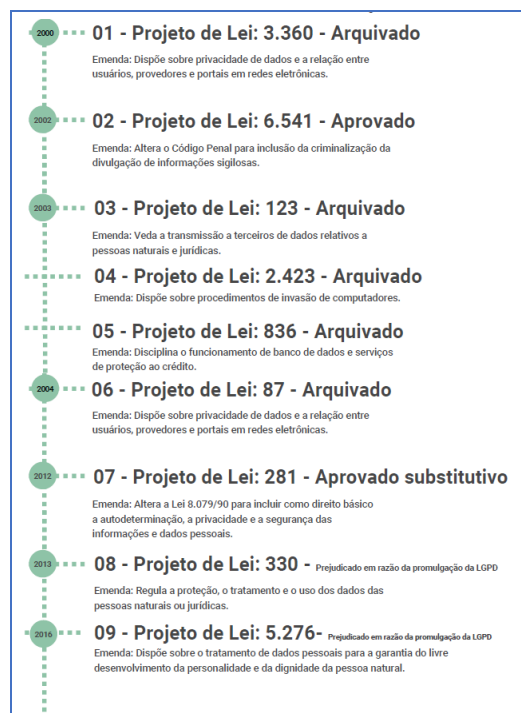 2000
01 - Projeto de Lei: 3.360 - Arquivado
Emenda: Dispõe sobre privacidade de dados e a relação entre
usuários, provedores e portais em redes eletrônicas.
2002
02 - Projeto de Lei: 6.541 - Aprovado
Emenda: Altera o Código Penal para inclusão da criminalização da
divulgação de informações sigilosas.
2003
03 - Projeto de Lei: 123 - Arquivado
Emenda: Veda a transmissão a terceiros de dados relativos a
pessoas naturais e jurídicas.
04 - Projeto de Lei: 2.423 - Arquivado
Emenda: Dispõe sobre procedimentos de invasão de computadores.
05 - Projeto de Lei: 836 - Arquivado
Emenda: Disciplina o funcionamento de banco de dados e serviços
de proteção ao crédito.
2004
06 - Projeto de Lei: 87 - Arquivado
Emenda: Dispõe sobre privacidade de dados e a relação entre
usuários, provedores e portais em redes eletrônicas.
2012
07 - Projeto de Lei: 281 - Aprovado substitutivo
Emenda: Altera a Lei 8.079/90 para incluir como direito básico
a autodeterminação, a privacidade e a segurança das
informações e dados pessoais.
2013
08 - Projeto de Lei: 330 - Prejudicado em razão da promulgação da LGPD
Emenda: Regula a proteção, o tratamento e o uso dos dados das
pessoas naturais ou jurídicas.
2016
09 - Projeto de Lei: 5.276- Prejudicado em razão da promulgação da LGPD
Emenda: Dispõe sobre o tratamento de dados pessoais para a garantia do livre
desenvolvimento da personalidade e da dignidade da pessoa natural.